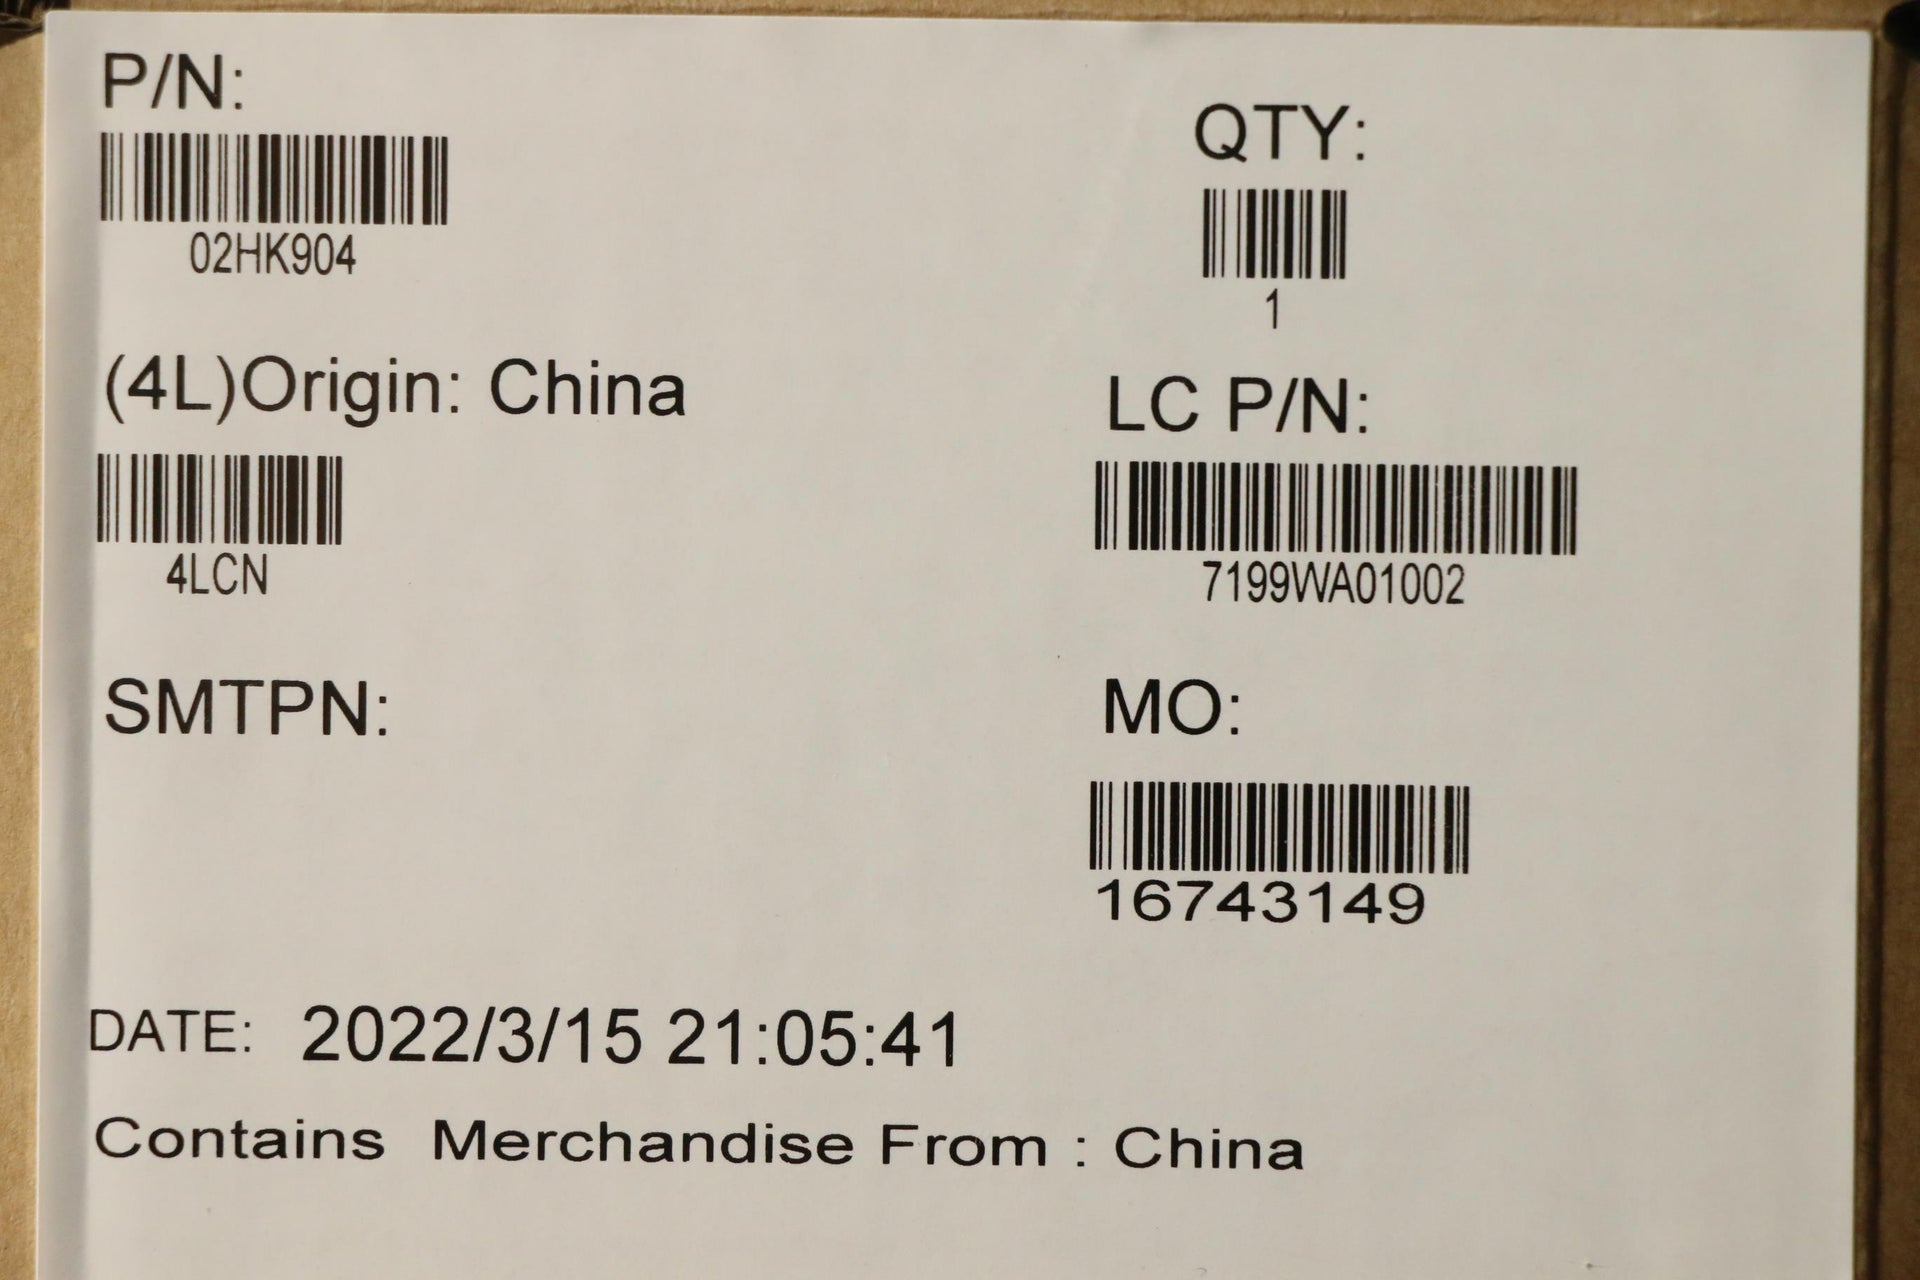 P/N:
02HK904
QTY:
1
(4L)Origin: China
4LCN
LC P/N:
7199WA01002
SMTPN:
MO:
16743149
DATE: 2022/3/15 21:05:41
Contains Merchandise From : China